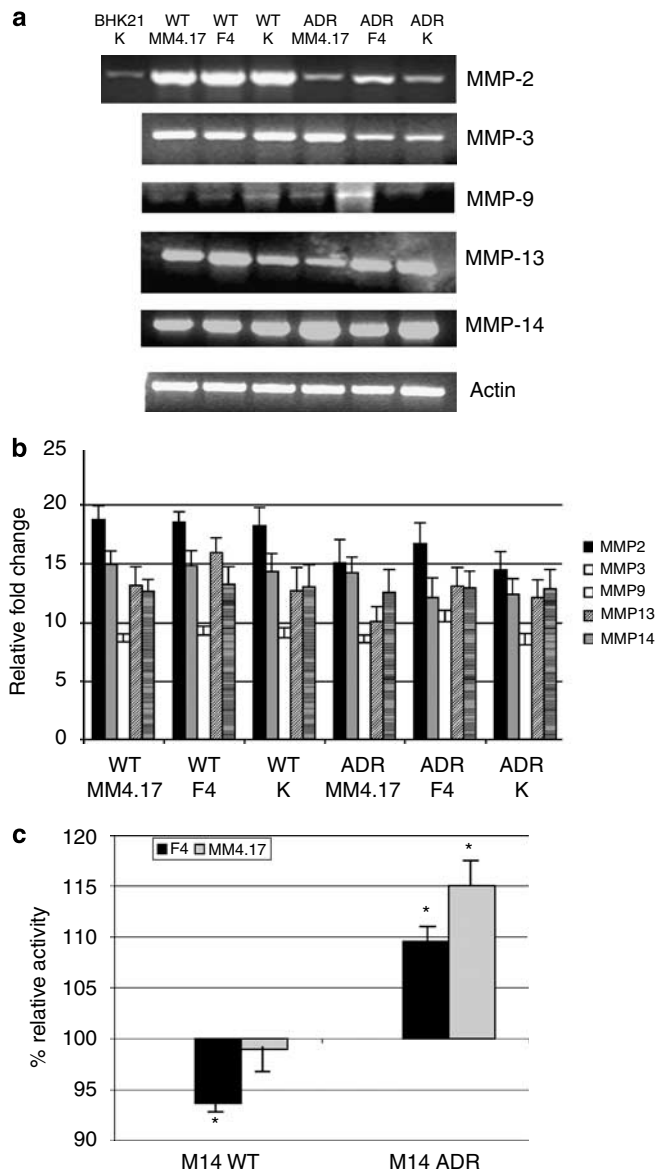 a
BHK21 WT WT WT ADR ADR ADR
K MM4.17 F4 K MM4.17 F4 K
MMP-2
MMP-3
MMP-9
MMP-13
MMP-14
Actin
b
25
20
15
10
5
0
Relative fold change
MMP2
MMP3
MMP9
MMP13
MMP14
WT WT WT ADR ADR ADR
MM4.17 F4 K MM4.17 F4 K
c
120
115
110
105
100
95
90
% relative activity
F4 MM4.17
*
*
*
M14 WT M14 ADR